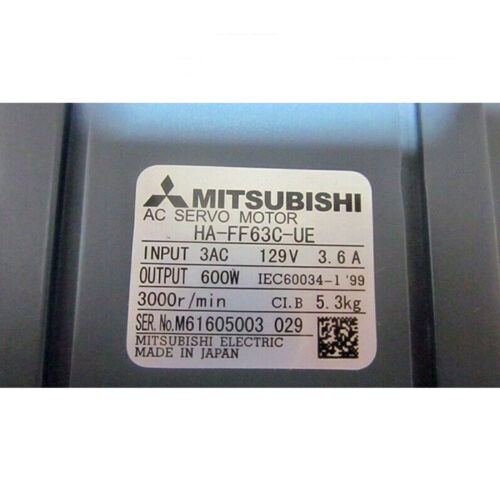 MITSUBISHI
AC SERVO MOTOR
HA-FF63C-UE
INPUT 3AC 129V 3.6A
OUTPUT 600W IEC60034-1 '99
3000r/min CI.B 5.3kg
SER.No.M61605003 029
MITSUBISHI ELECTRIC
MADE IN JAPAN